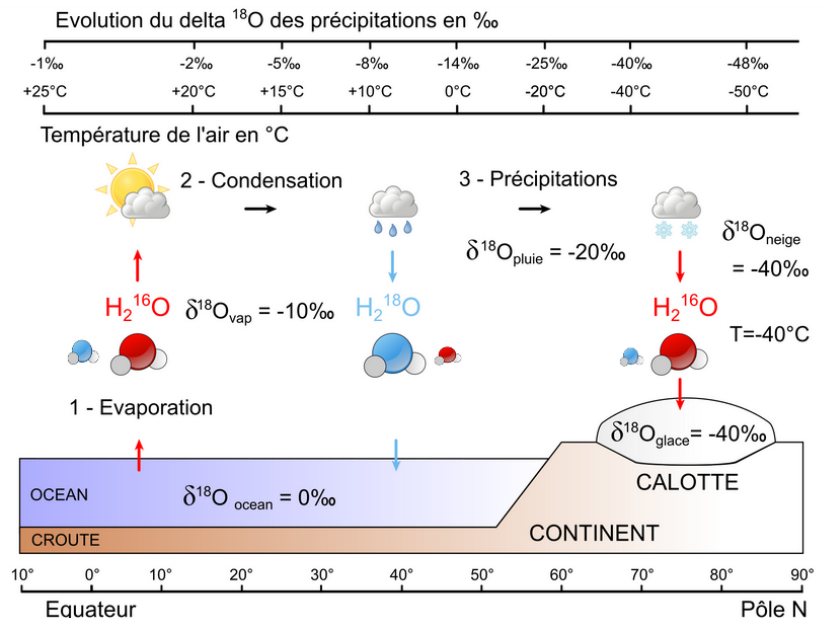 Evolution du delta ¹⁸O des précipitations en ‰
-1‰ -2‰ -5‰ -8‰ -14‰ -25‰ -40‰ -48‰
+25°C +20°C +15°C +10°C 0°C -20°C -40°C -50°C
Température de l'air en °C
2 - Condensation
3 - Précipitations
δ¹⁸Oneige
= -40‰
δ¹⁸Opluie = -20‰
H₂¹⁶O
δ¹⁸Ovap = -10‰
H₂¹⁸O
H₂¹⁶O
T=-40°C
1 - Evaporation
δ¹⁸Oglace= -40‰
CALOTTE
OCEAN
δ¹⁸O ocean = 0‰
CONTINENT
CROUTE
10° 0° 10° 20° 30° 40° 50° 60° 70° 80° 90°
Equateur
Pôle N